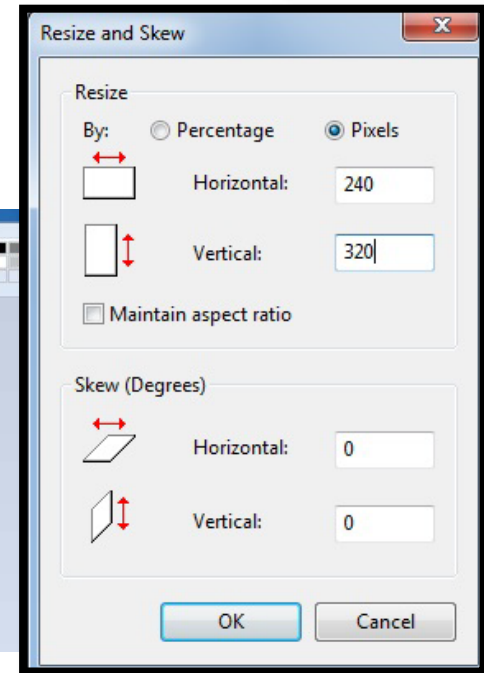 Resize and Skew
Resize
By: Percentage Pixels
Horizontal: 240
Vertical: 320
Maintain aspect ratio
Skew (Degrees)
Horizontal: 0
Vertical: 0
OK Cancel